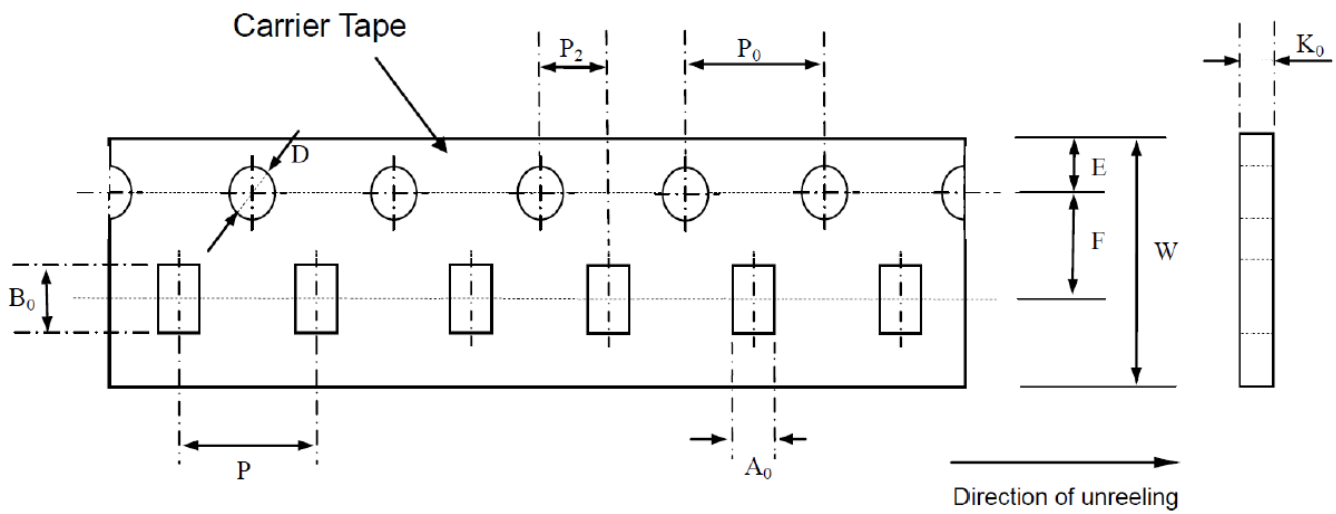 Carrier Tape
P₂
P₀
K₀
D
E
F
W
B₀
P
A₀
Direction of unreeling